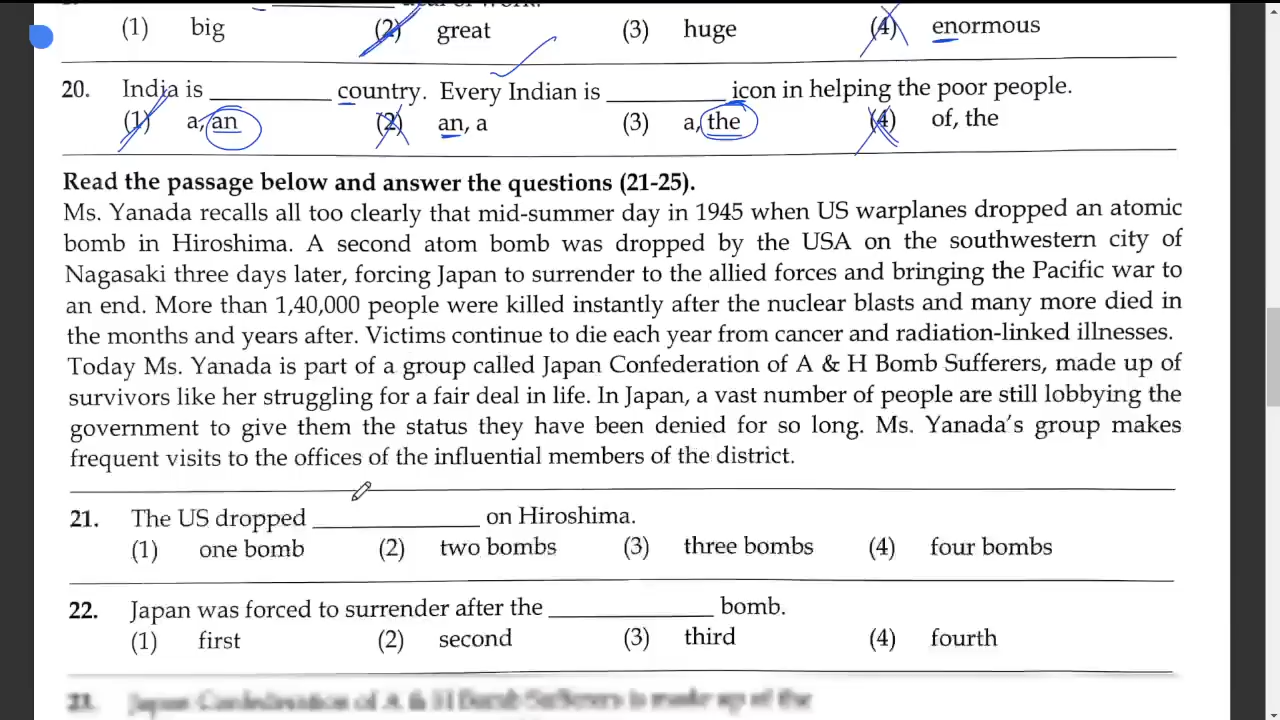 (1) big (2) great (3) huge (4) enormous
20. India is __________ country. Every Indian is __________ icon in helping the poor people.
(1) a, an (2) an, a (3) a, the (4) of, the
Read the passage below and answer the questions (21-25).
Ms. Yanada recalls all too clearly that mid-summer day in 1945 when US warplanes dropped an atomic
bomb in Hiroshima. A second atom bomb was dropped by the USA on the southwestern city of
Nagasaki three days later, forcing Japan to surrender to the allied forces and bringing the Pacific war to
an end. More than 1,40,000 people were killed instantly after the nuclear blasts and many more died in
the months and years after. Victims continue to die each year from cancer and radiation-linked illnesses.
Today Ms. Yanada is part of a group called Japan Confederation of A & H Bomb Sufferers, made up of
survivors like her struggling for a fair deal in life. In Japan, a vast number of people are still lobbying the
government to give them the status they have been denied for so long. Ms. Yanada's group makes
frequent visits to the offices of the influential members of the district.
21. The US dropped ______________ on Hiroshima.
(1) one bomb (2) two bombs (3) three bombs (4) four bombs
22. Japan was forced to surrender after the ______________ bomb.
(1) first (2) second (3) third (4) fourth
Japan Confederation of A & H Bomb Sufferers is made up of the